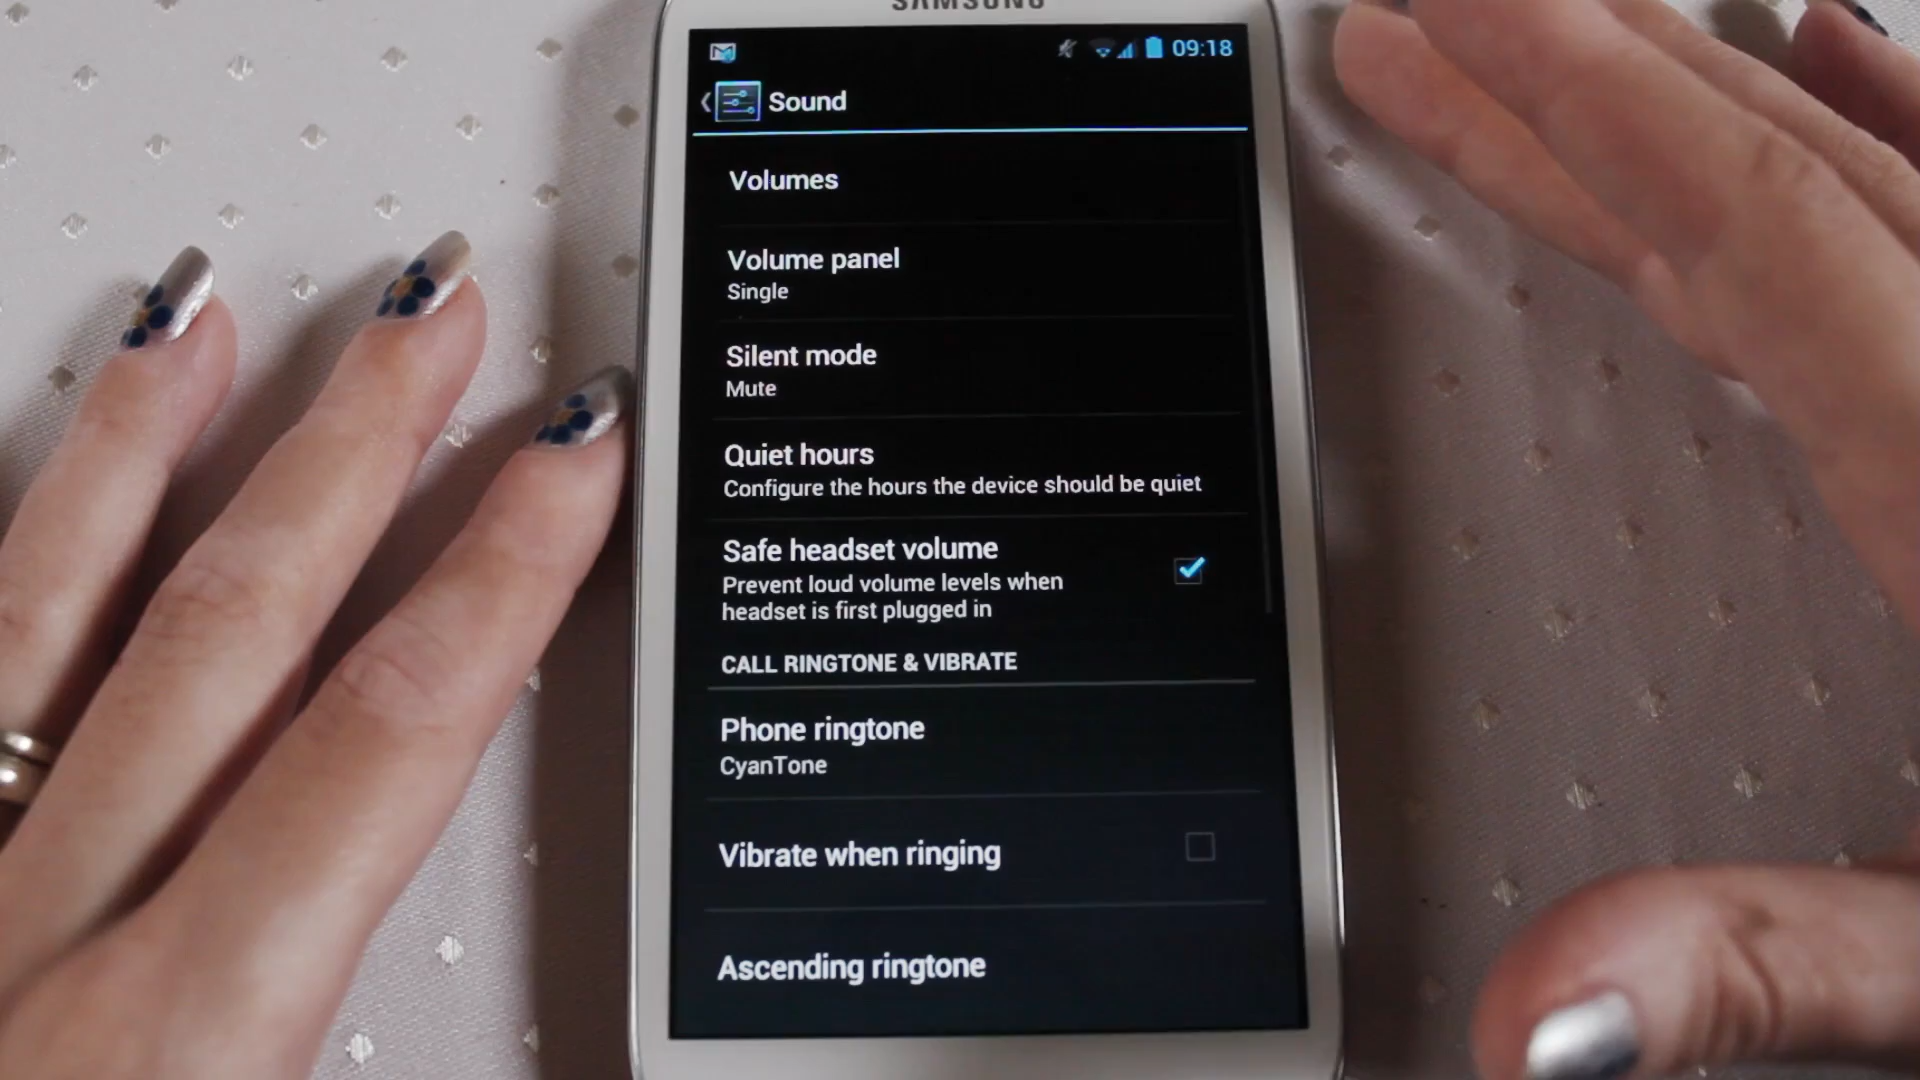 SAMSUNG
09:18
Sound
Volumes
Volume panel
Single
Silent mode
Mute
Quiet hours
Configure the hours the device should be quiet
Safe headset volume
Prevent loud volume levels when
headset is first plugged in
CALL RINGTONE & VIBRATE
Phone ringtone
CyanTone
Vibrate when ringing
Ascending ringtone